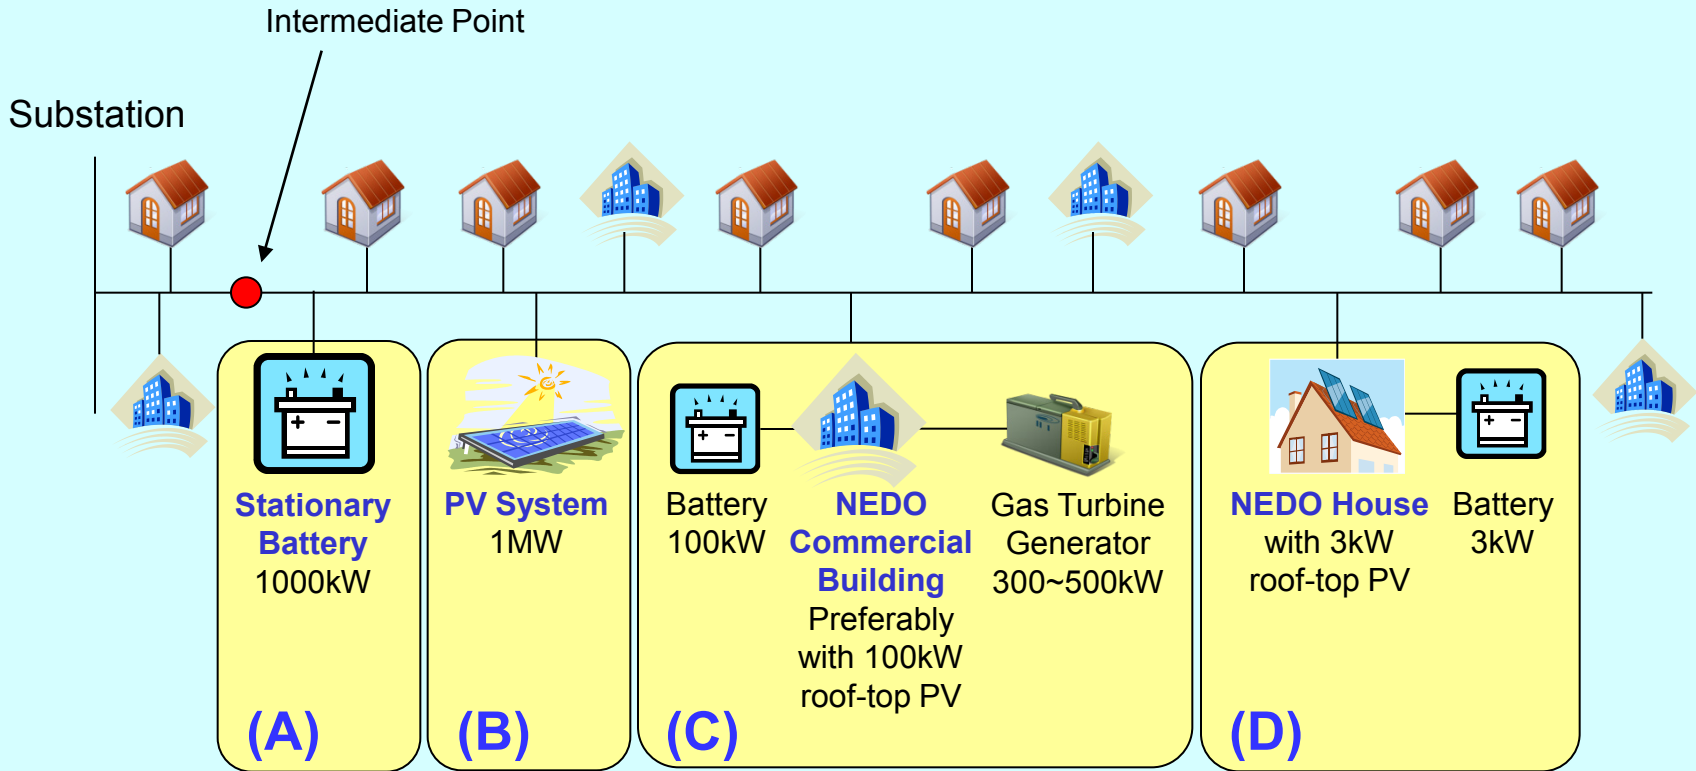 Intermediate Point
Substation
Stationary
Battery
1000kW
(A)
PV System
1MW
(B)
Battery
100kW
NEDO
Commercial
Building
Preferably
with 100kW
roof-top PV
Gas Turbine
Generator
300~500kW
(C)
NEDO House
with 3kW
roof-top PV
Battery
3kW
(D)